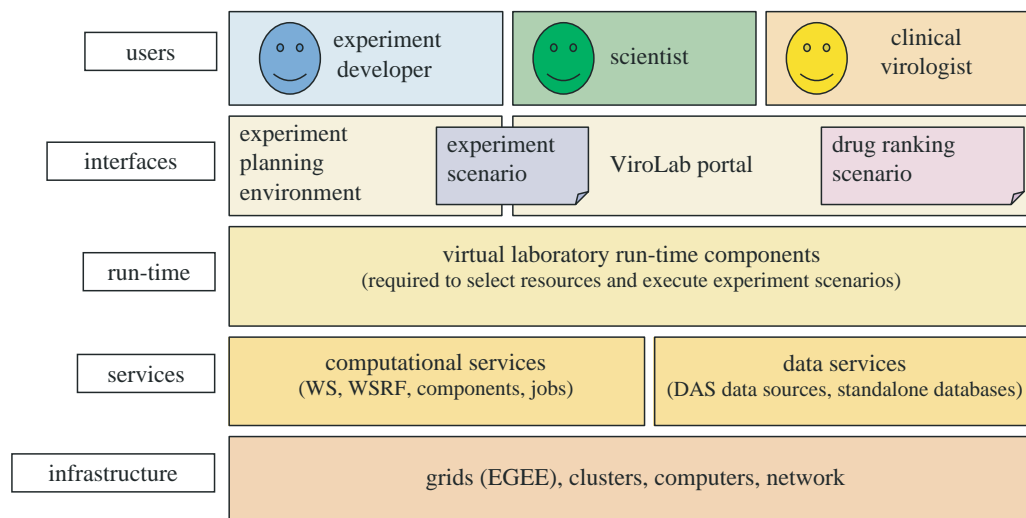 users
experiment
developer
scientist
clinical
virologist
interfaces
experiment
planning
environment
experiment
scenario
ViroLab portal
drug ranking
scenario
run-time
virtual laboratory run-time components
(required to select resources and execute experiment scenarios)
services
computational services
(WS, WSRF, components, jobs)
data services
(DAS data sources, standalone databases)
infrastructure
grids (EGEE), clusters, computers, network